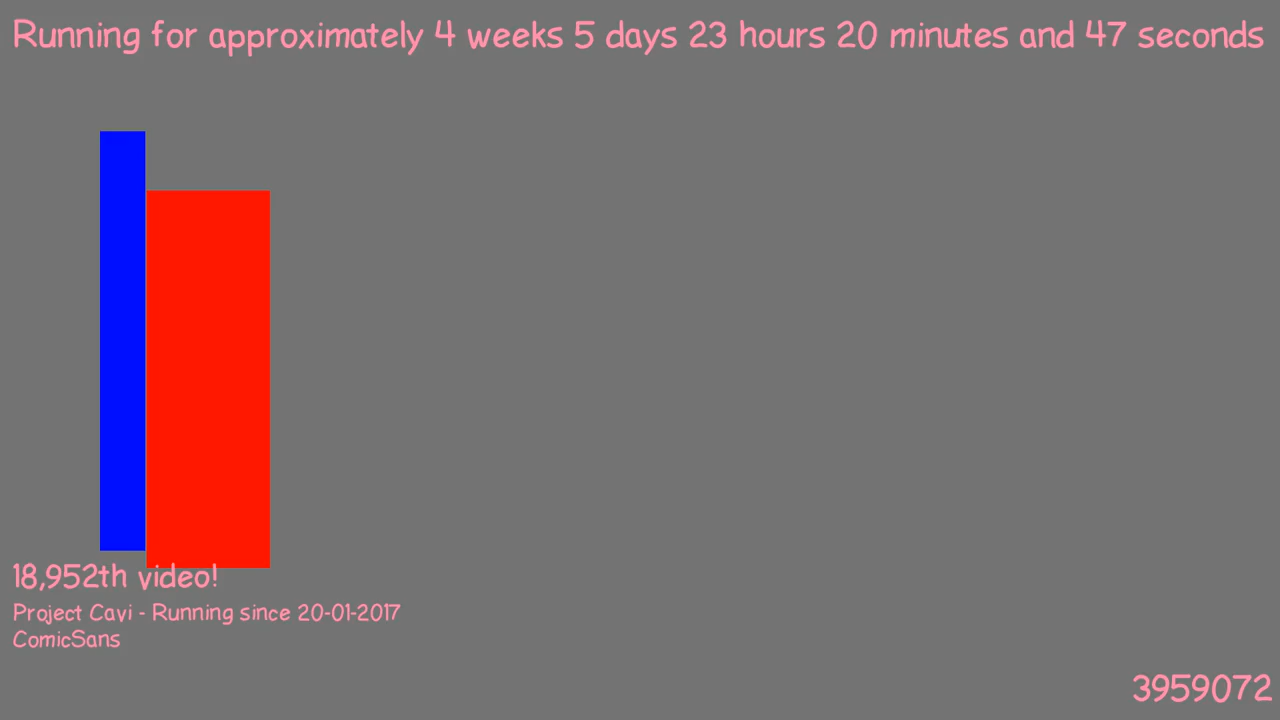 Running for approximately 4 weeks 5 days 23 hours 20 minutes and 47 seconds
18,952th video!
Project Cavi - Running since 20-01-2017
ComicSans
3959072